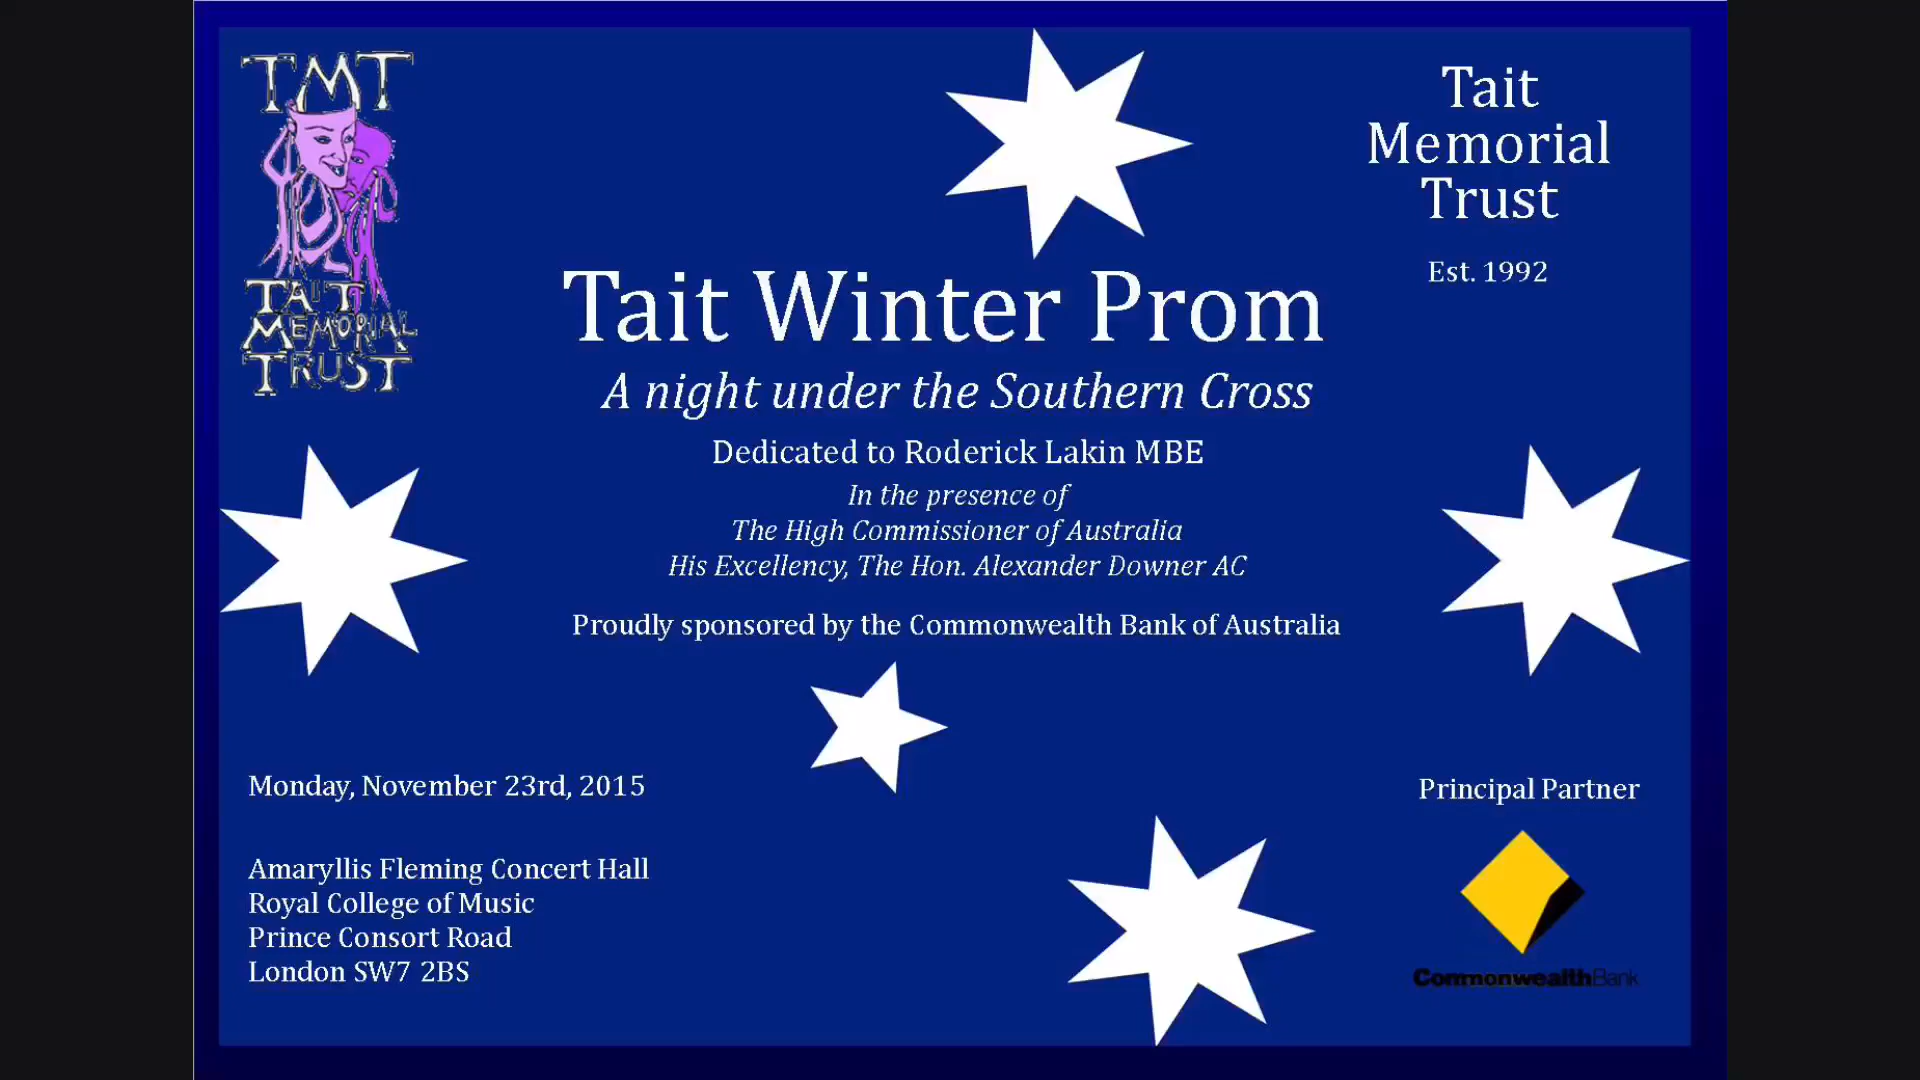 TMT
TAIT
MEMORIAL
TRUST
Tait
Memorial
Trust
Est. 1992
Tait Winter Prom
A night under the Southern Cross
Dedicated to Roderick Lakin MBE
In the presence of
The High Commissioner of Australia
His Excellency, The Hon. Alexander Downer AC
Proudly sponsored by the Commonwealth Bank of Australia
Monday, November 23rd, 2015
Amaryllis Fleming Concert Hall
Royal College of Music
Prince Consort Road
London SW7 2BS
Principal Partner
CommonwealthBank